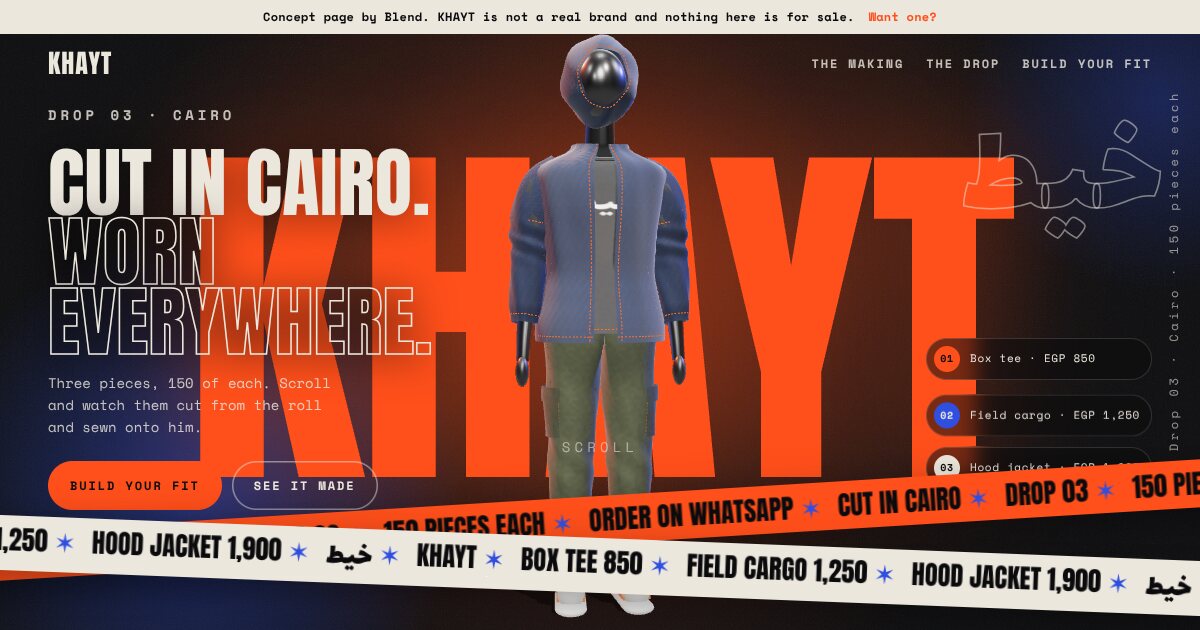 Concept page by Blend. KHAYT is not a real brand and nothing here is for sale. Want one?
KHAYT
THE MAKING THE DROP BUILD YOUR FIT
DROP 03 · CAIRO
CUT IN CAIRO.
WORN
EVERYWHERE.
KHAYT
خيط
Three pieces, 150 of each. Scroll
and watch them cut from the roll
and sewn onto him.
BUILD YOUR FIT
SEE IT MADE
SCROLL
01 Box tee · EGP 850
02 Field cargo · EGP 1,250
03 Hood jacket
Drop 03 · Cairo · 150 pieces each
150 PIECES EACH ✶ ORDER ON WHATSAPP ✶ CUT IN CAIRO ✶ DROP 03 ✶ 150 PIE
1,250 ✶ HOOD JACKET 1,900 ✶ خيط ✶ KHAYT ✶ BOX TEE 850 ✶ FIELD CARGO 1,250 ✶ HOOD JACKET 1,900 ✶ خيط